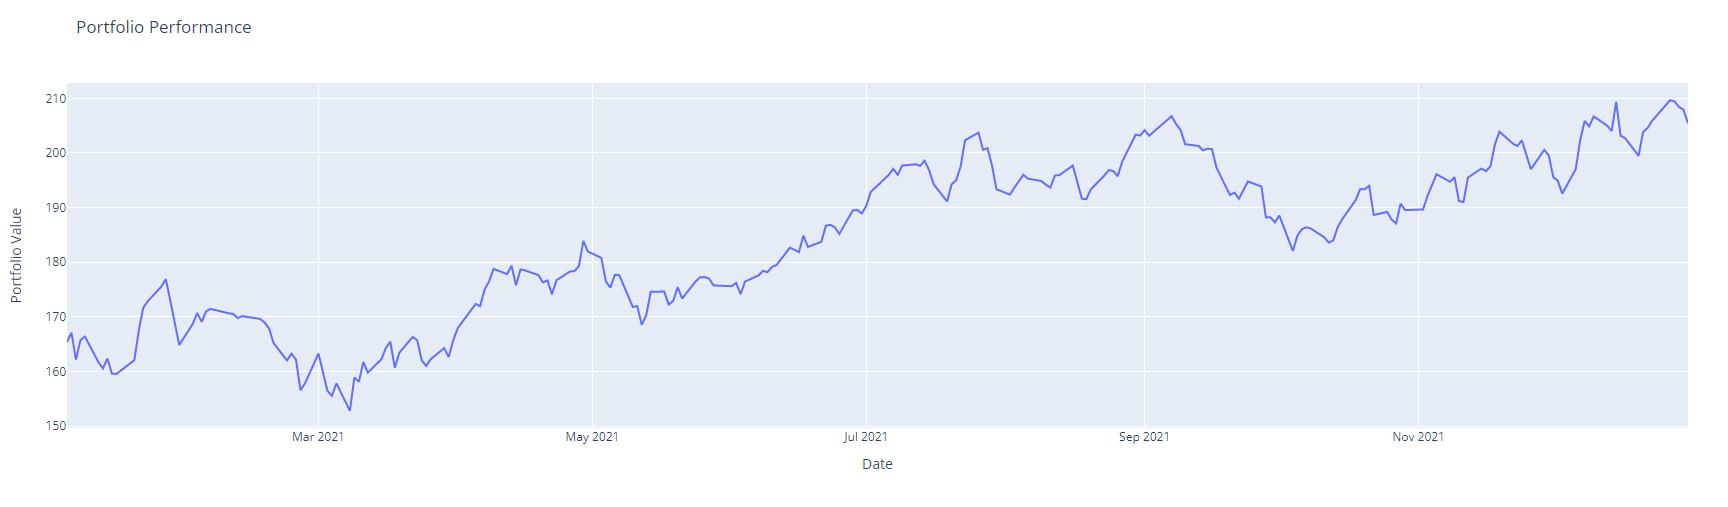 Portfolio Performance
210
200
190
180
170
160
150
Portfolio Value
Mar 2021
May 2021
Jul 2021
Sep 2021
Nov 2021
Date